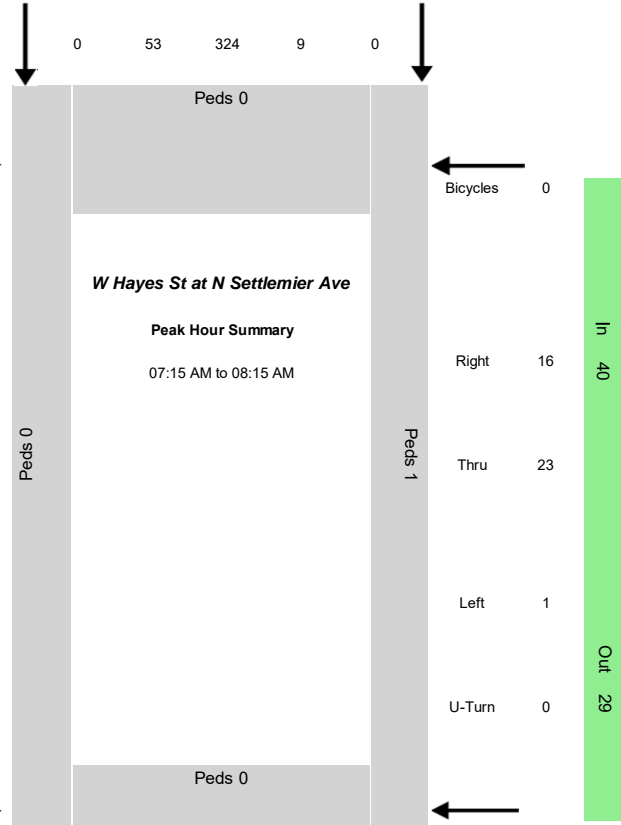 0 53 324 9 0
Peds 0
Bicycles 0
W Hayes St at N Settlemier Ave
Peak Hour Summary
07:15 AM to 08:15 AM
In 40
Right 16
Peds 0
Peds 1
Thru 23
Left 1
Out 29
U-Turn 0
Peds 0